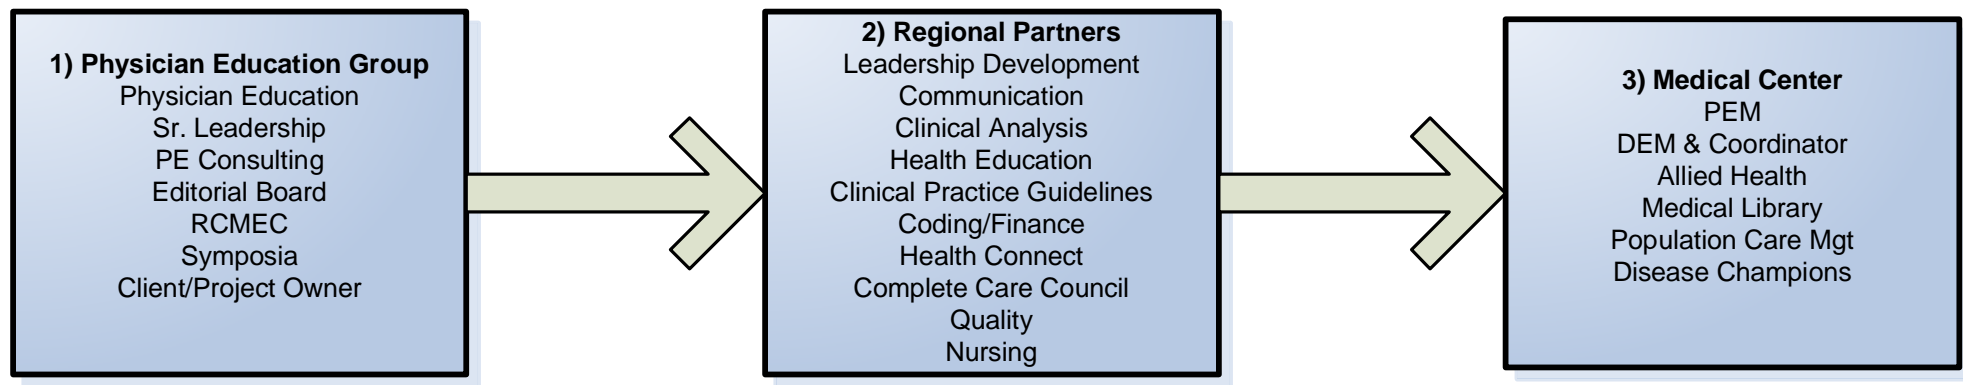 1) Physician Education Group
Physician Education
Sr. Leadership
PE Consulting
Editorial Board
RCMEC
Symposia
Client/Project Owner
2) Regional Partners
Leadership Development
Communication
Clinical Analysis
Health Education
Clinical Practice Guidelines
Coding/Finance
Health Connect
Complete Care Council
Quality
Nursing
3) Medical Center
PEM
DEM & Coordinator
Allied Health
Medical Library
Population Care Mgt
Disease Champions